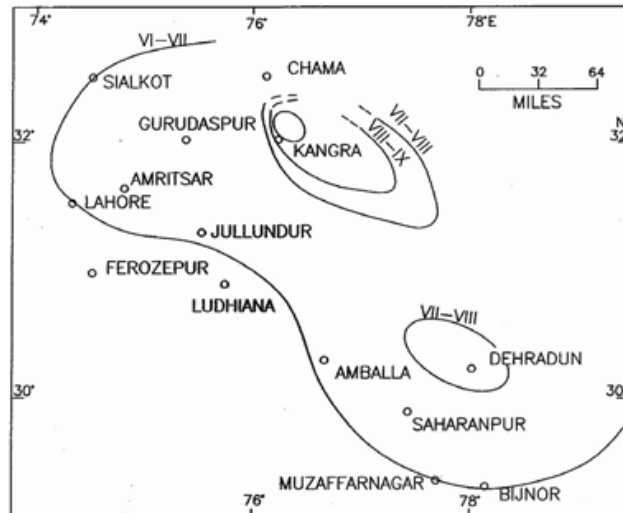 74°
76°
78°E
VI–VII
CHAMA
SIALKOT
0 32 64
MILES
GURUDASPUR
VII–VIII
32°
N
32
KANGRA
VIII–IX
AMRITSAR
LAHORE
JULLUNDUR
FEROZEPUR
LUDHIANA
VII–VIII
DEHRADUN
AMBALLA
30°
30
SAHARANPUR
MUZAFFARNAGAR
BIJNOR
76°
78°